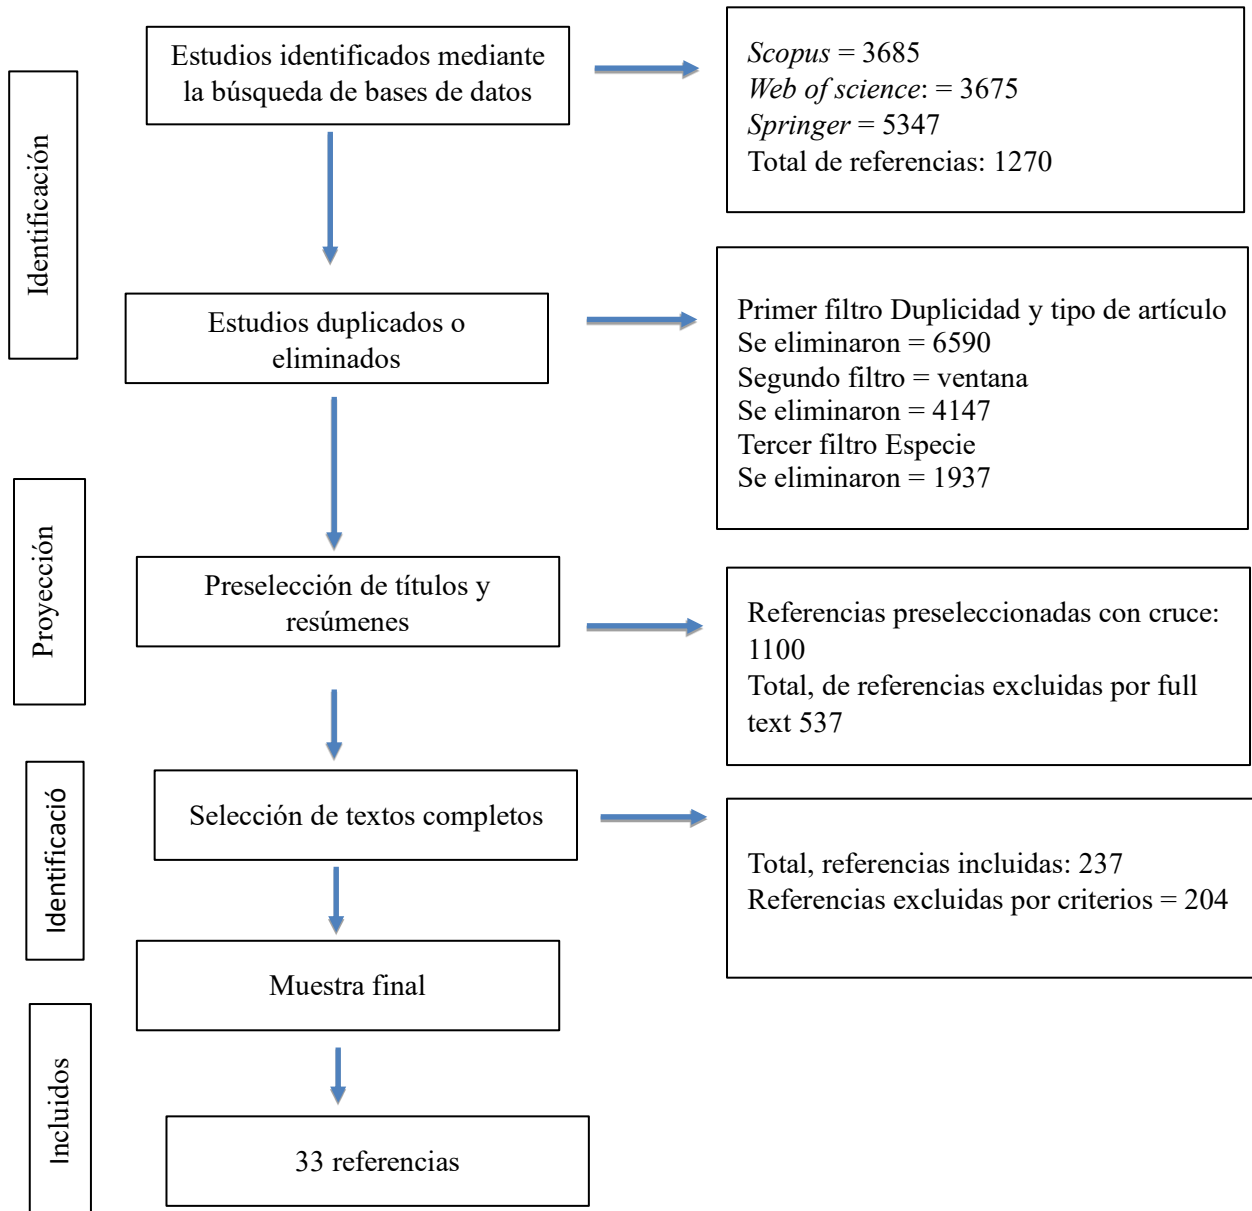 Identificación
Estudios identificados mediante
la búsqueda de bases de datos
Scopus = 3685
Web of science: = 3675
Springer = 5347
Total de referencias: 1270
Estudios duplicados o
eliminados
Primer filtro Duplicidad y tipo de artículo
Se eliminaron = 6590
Segundo filtro = ventana
Se eliminaron = 4147
Tercer filtro Especie
Se eliminaron = 1937
Proyección
Preselección de títulos y
resúmenes
Referencias preseleccionadas con cruce:
1100
Total, de referencias excluidas por full
text 537
Identificació
Selección de textos completos
Total, referencias incluidas: 237
Referencias excluidas por criterios = 204
Muestra final
Incluidos
33 referencias